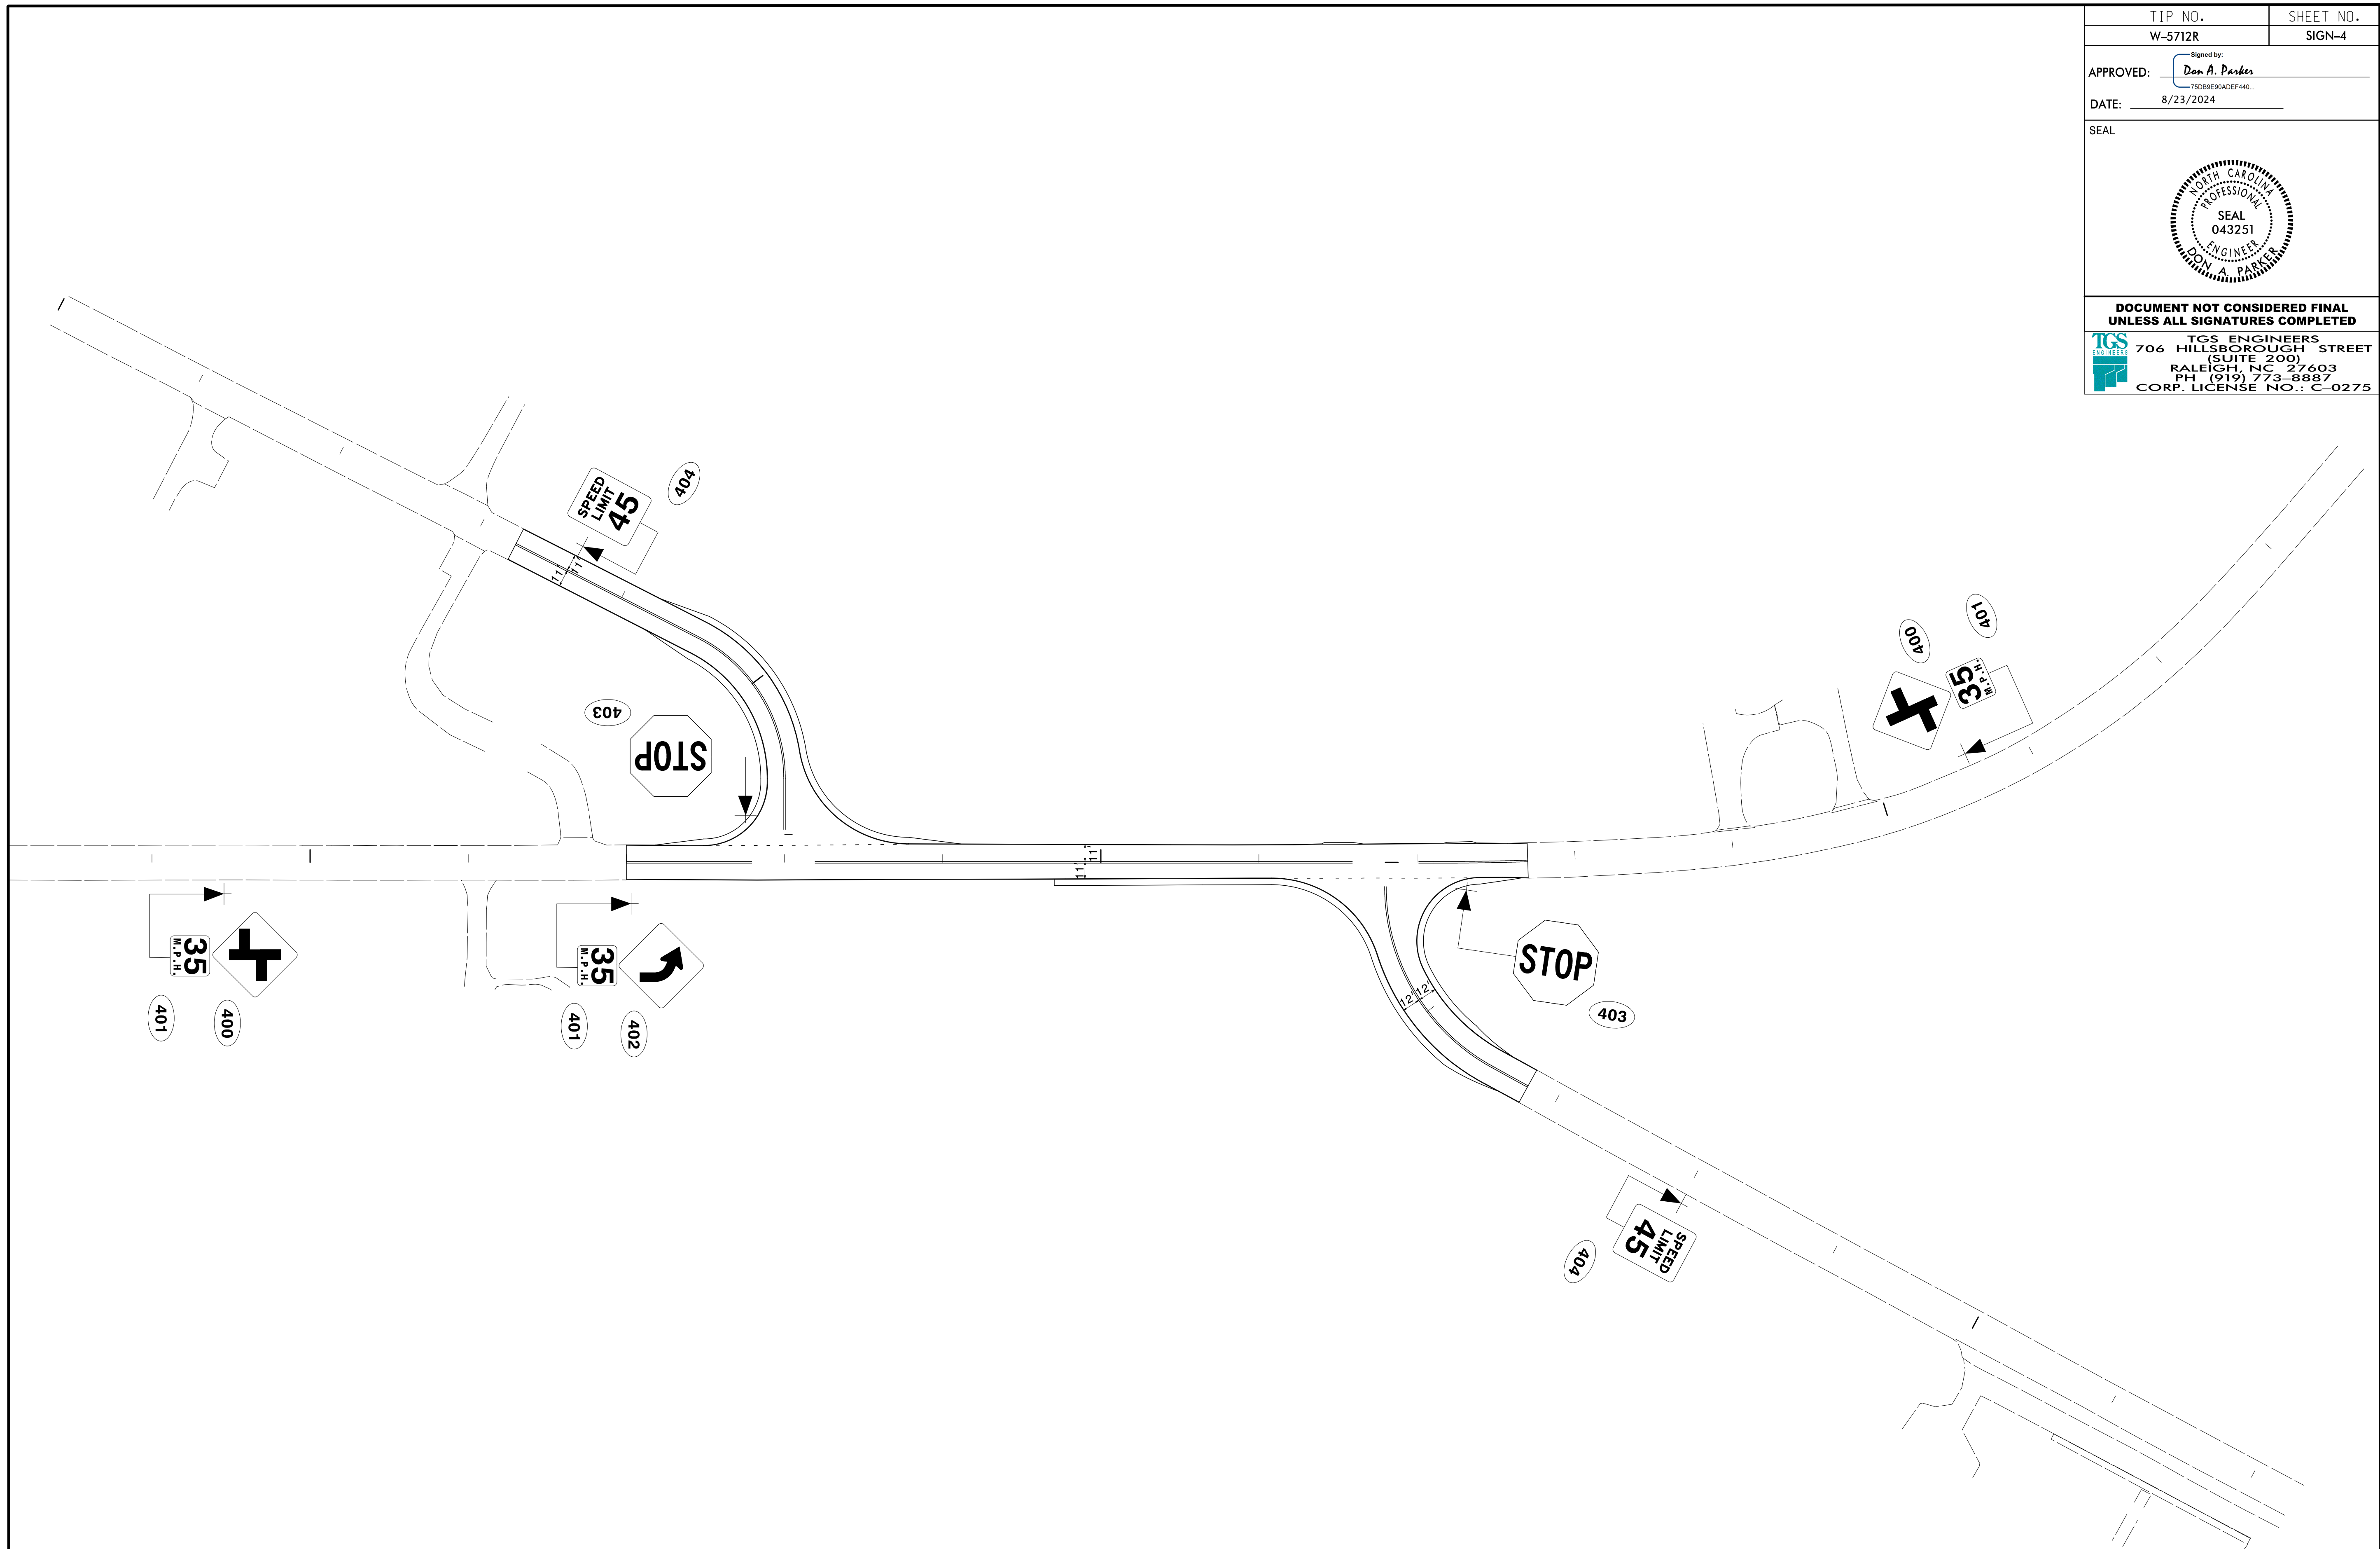 TIP NO. SHEET NO.
W-5712R SIGN-4
Signed by:
APPROVED: Don A. Parker
75DB9E90ADEF440...
DATE: 8/23/2024
SEAL
NORTH CAROLINA
PROFESSIONAL
SEAL
043251
ENGINEER
DON A. PARKER
DOCUMENT NOT CONSIDERED FINAL
UNLESS ALL SIGNATURES COMPLETED
TGS
ENGINEERS
TGS ENGINEERS
706 HILLSBOROUGH STREET
(SUITE 200)
RALEIGH, NC 27603
PH (919) 773-8887
CORP. LICENSE NO.: C-0275
SPEED
LIMIT
45
404
11'
11'
403
STOP
401
400
35
M.P.H.
11'
11'
35
M.P.H.
401
400
35
M.P.H.
401
402
STOP
403
12'
12'
SPEED
LIMIT
45
404